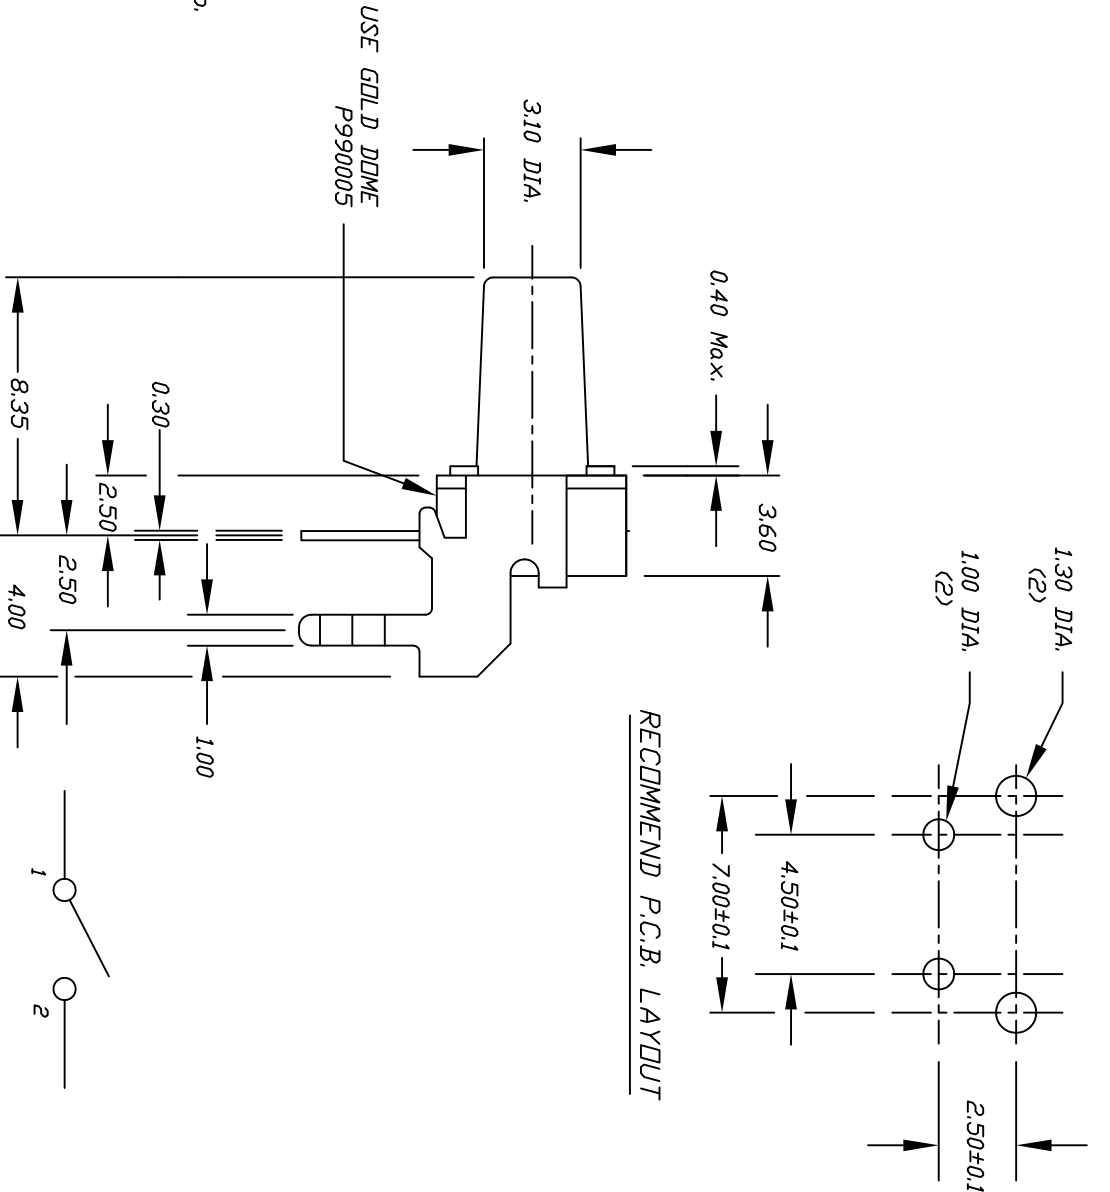 1.30 DIA.
(2)
1.00 DIA.
(2)
2.50±0.1
4.50±0.1
7.00±0.1
RECOMMEND P.C.B. LAYOUT
3.60
0.40 Max.
3.10 DIA.
USE GOLD DOME
P990005
1.00
0.30
2.50
2.50
8.35
4.00
1
2